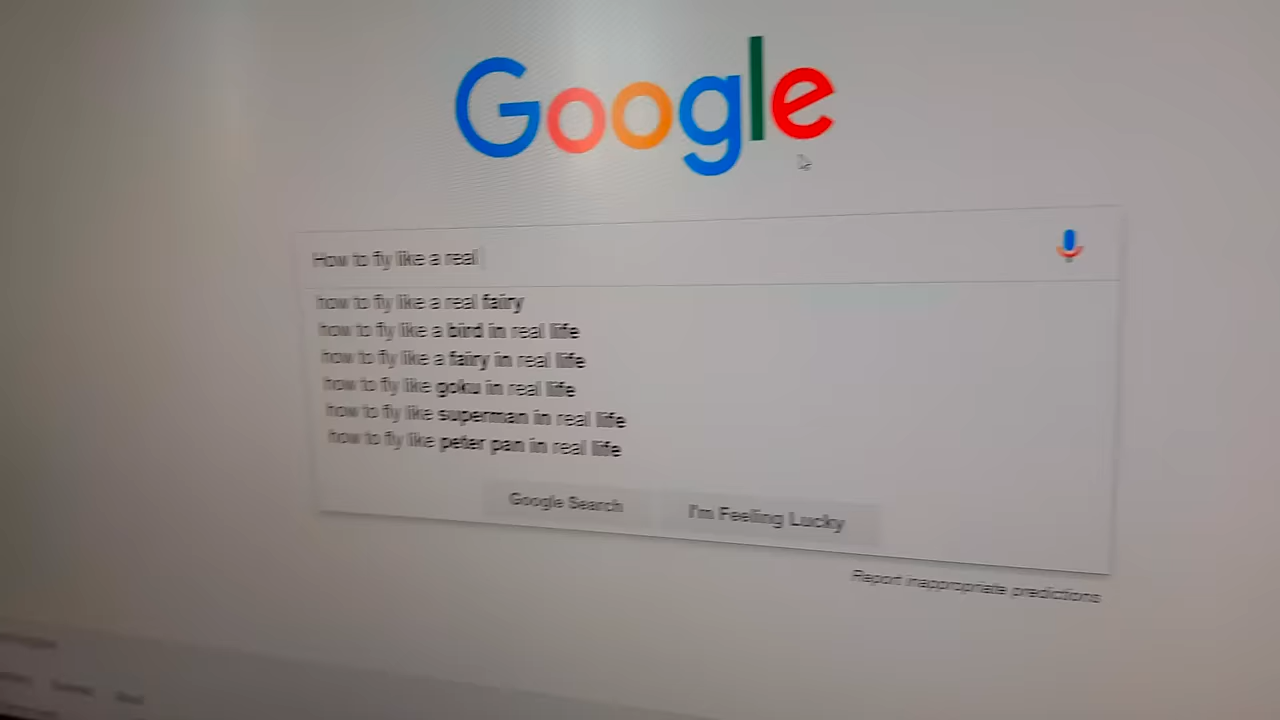 Google
How to fly like a real
how to fly like a real fairy
how to fly like a bird in real life
how to fly like a fairy in real life
how to fly like goku in real life
how to fly like superman in real life
how to fly like peter pan in real life
Google Search
I'm Feeling Lucky
Report inappropriate predictions